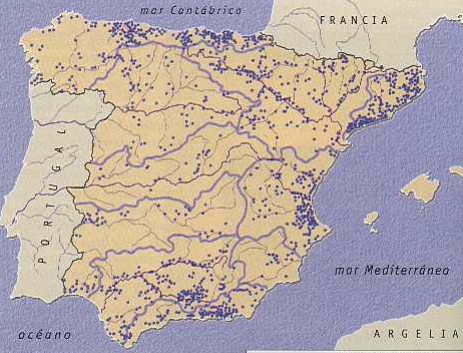 mar Cantábrico
FRANCIA
PORTUGAL
mar Mediterráneo
océano
ARGELIA